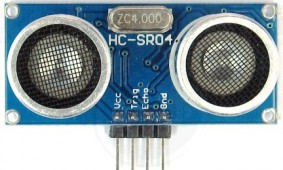 ZC4.000
HC-SR04
Vcc
Trig
Echo
Gnd